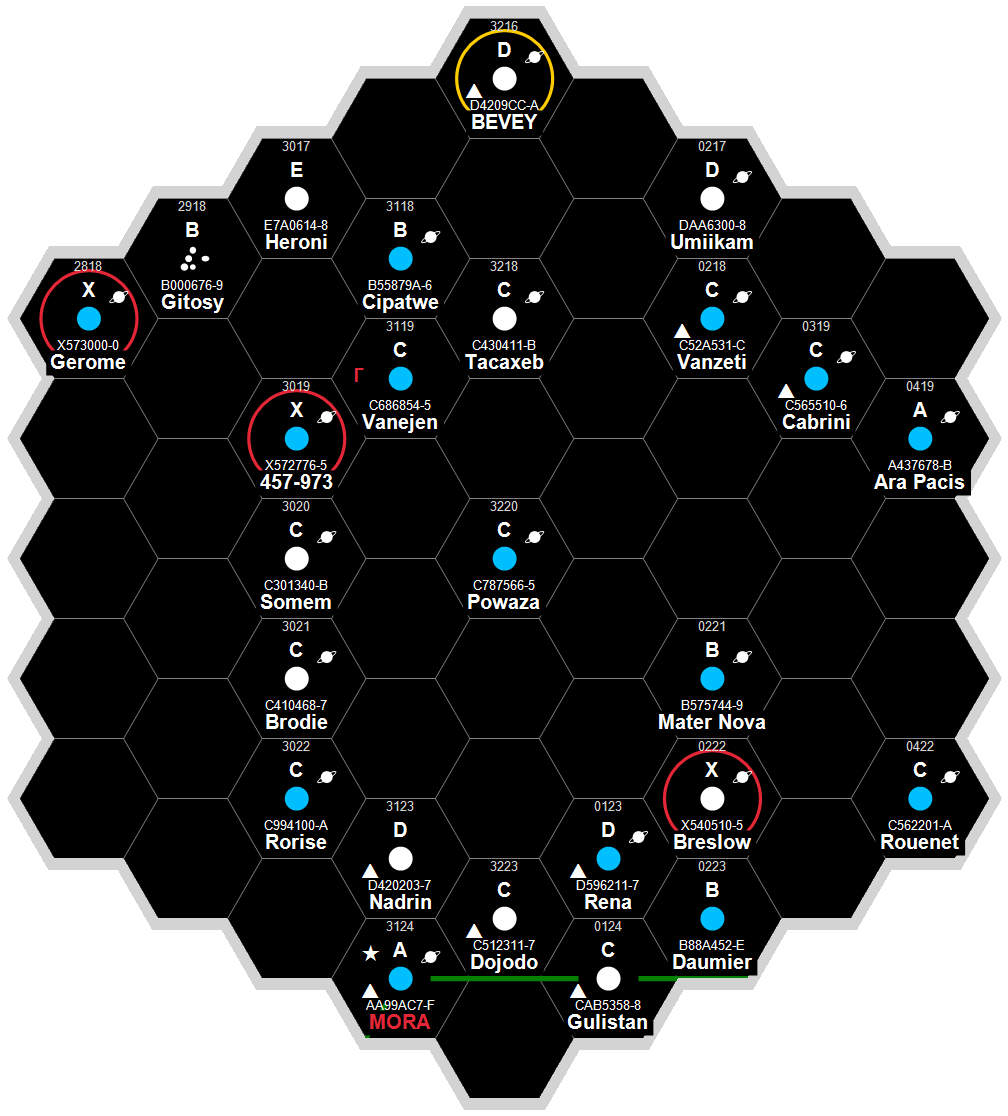 3216
D
D4209CC-A
BEVEY
3017
E
E7A0614-8
Heroni
0217
D
DAA6300-8
Umiikam
2918
B
B000676-9
Gitosy
3118
B
B55879A-6
Cipatwe
2818
X
X573000-0
Gerome
3218
C
C430411-B
Tacaxeb
0218
C
C52A531-C
Vanzeti
3119
C
Γ
C686854-5
Vanejen
0319
C
C565510-6
Cabrini
3019
X
X572776-5
457-973
0419
A
A437678-B
Ara Pacis
3020
C
C301340-B
Somem
3220
C
C787566-5
Powaza
3021
C
C410468-7
Brodie
0221
B
B575744-9
Mater Nova
3022
C
C994100-A
Rorise
0222
X
X540510-5
Breslow
0422
C
C562201-A
Rouenet
3123
D
D420203-7
Nadrin
0123
D
D596211-7
Rena
3223
C
C512311-7
Dojodo
0223
B
B88A452-E
Daumier
3124
A
AA99AC7-F
MORA
0124
C
CAB5358-8
Gulistan